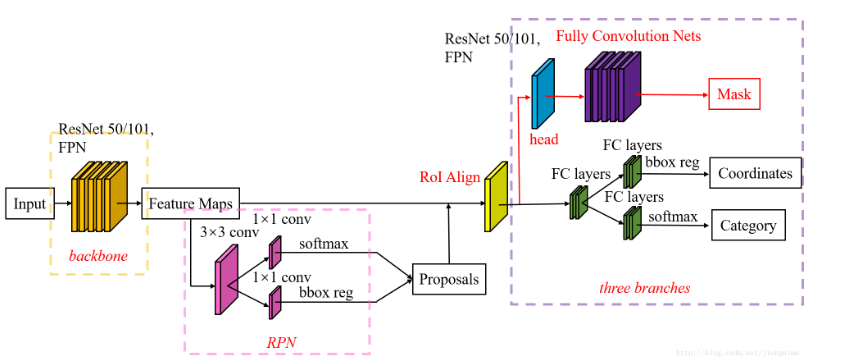 ResNet 50/101,
FPN
Fully Convolution Nets
Mask
head
ResNet 50/101,
FPN
RoI Align
FC layers
FC layers
bbox reg
Coordinates
FC layers
softmax
Category
Input
Feature Maps
backbone
3×3 conv
1×1 conv
softmax
1×1 conv
bbox reg
Proposals
RPN
three branches